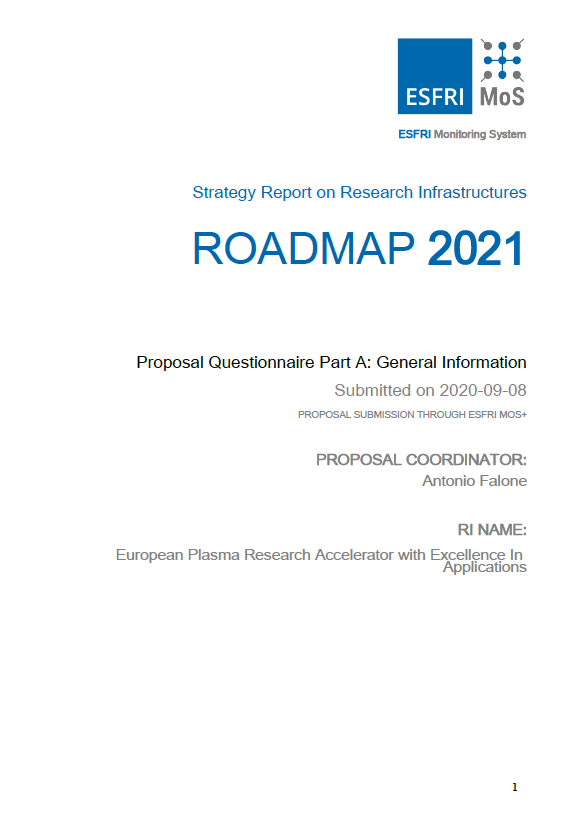 ESFRI MoS
ESFRI Monitoring System
Strategy Report on Research Infrastructures
ROADMAP 2021
Proposal Questionnaire Part A: General Information
Submitted on 2020-09-08
PROPOSAL SUBMISSION THROUGH ESFRI MOS+
PROPOSAL COORDINATOR:
Antonio Falone
RI NAME:
European Plasma Research Accelerator with Excellence In
Applications
1